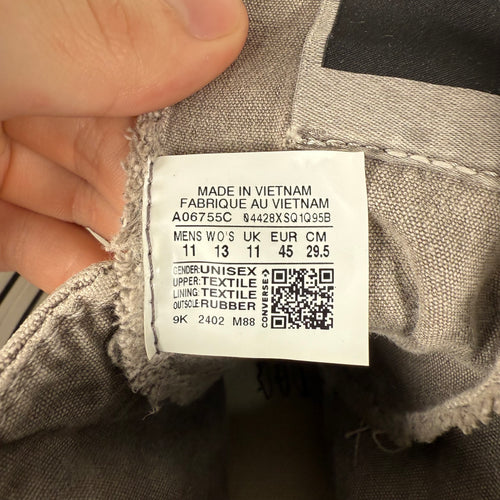 MADE IN VIETNAM
FABRIQUE AU VIETNAM
A06755C 04428XSQ1Q95B
MENS WO'S UK EUR CM
11 13 11 45 29.5
GENDER:UNISEX
UPPER:TEXTILE
LINING:TEXTILE
OUTSOLE:RUBBER
CONVERSE
9K 2402 M88